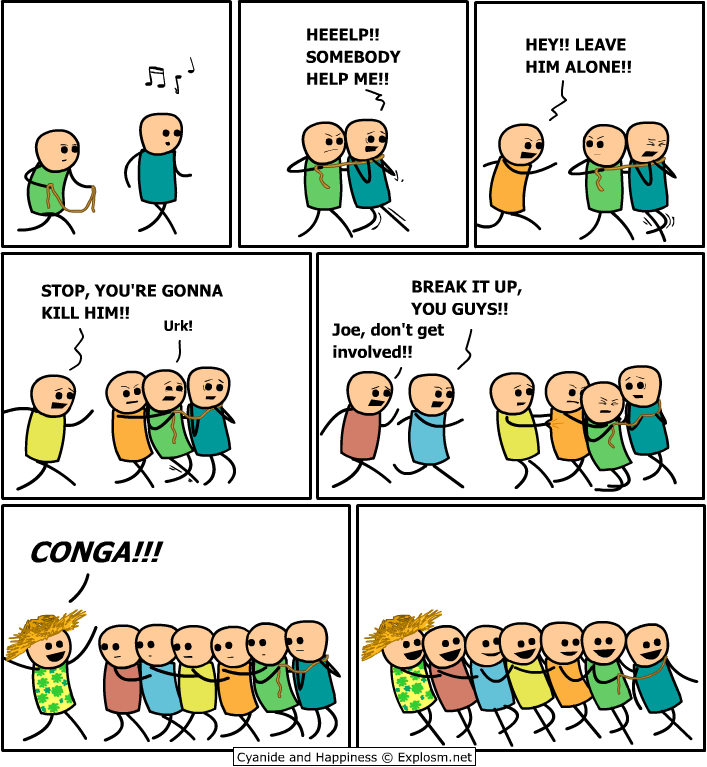 HEEELP!!
SOMEBODY
HELP ME!!
HEY!! LEAVE
HIM ALONE!!
STOP, YOU'RE GONNA
KILL HIM!!
Urk!
BREAK IT UP,
YOU GUYS!!
Joe, don't get
involved!!
CONGA!!!
Cyanide and Happiness © Explosm.net